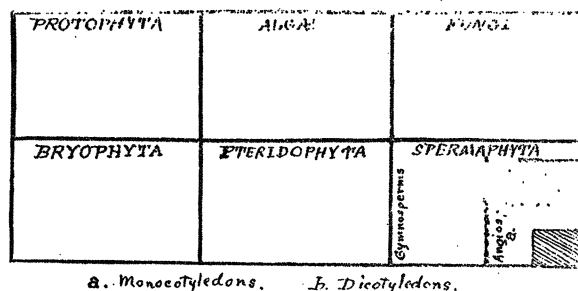 PROTOPHYTA ALGAE FUNGI
BRYOPHYTA PTERIDOPHYTA SPERMAPHYTA
Gymnosperms
Angios.
a.
a. Monocotyledons. b. Dicotyledons.